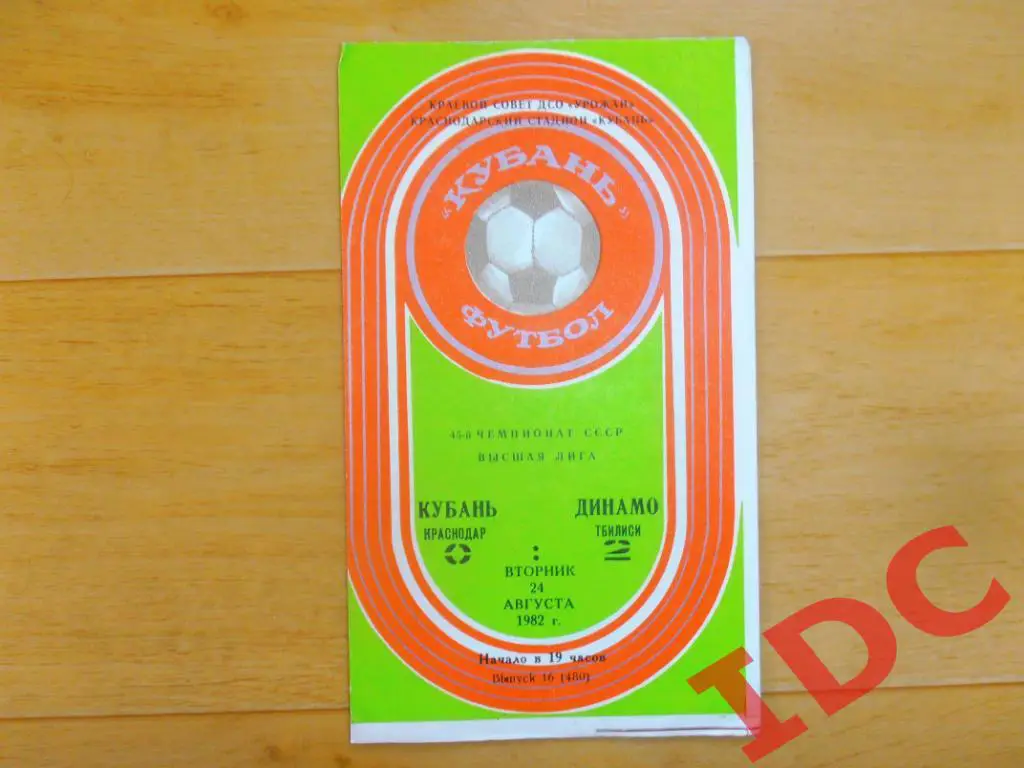 КРАЕВОЙ СОВЕТ ДСО «УРОЖАЙ»
КРАСНОДАРСКИЙ СТАДИОН «КУБАНЬ»
«КУБАНЬ»
ФУТБОЛ
45-й ЧЕМПИОНАТ СССР
ВЫСШАЯ ЛИГА
КУБАНЬ ДИНАМО
КРАСНОДАР ТБИЛИСИ
0 : 2
ВТОРНИК
24
АВГУСТА
1982 г.
Начало в 19 часов
Выпуск 16 (480)
IDC